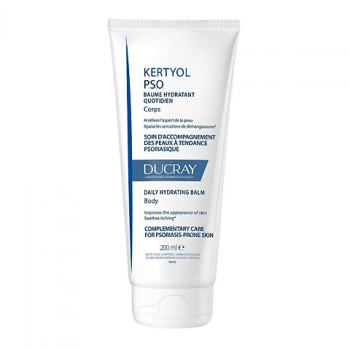 KERTYOL
PSO
BAUME HYDRATANT
QUOTIDIEN
Corps
Améliore l'aspect de la peau
Apaise les sensations de démangeaisons*
SOIN D'ACCOMPAGNEMENT
DES PEAUX À TENDANCE
PSORIASIQUE
DUCRAY
LABORATOIRES DERMATOLOGIQUES
DAILY HYDRATING BALM
Body
Improves the appearance of skin
Soothes itching*
COMPLEMENTARY CARE
FOR PSORIASIS-PRONE SKIN
200 ml ℮